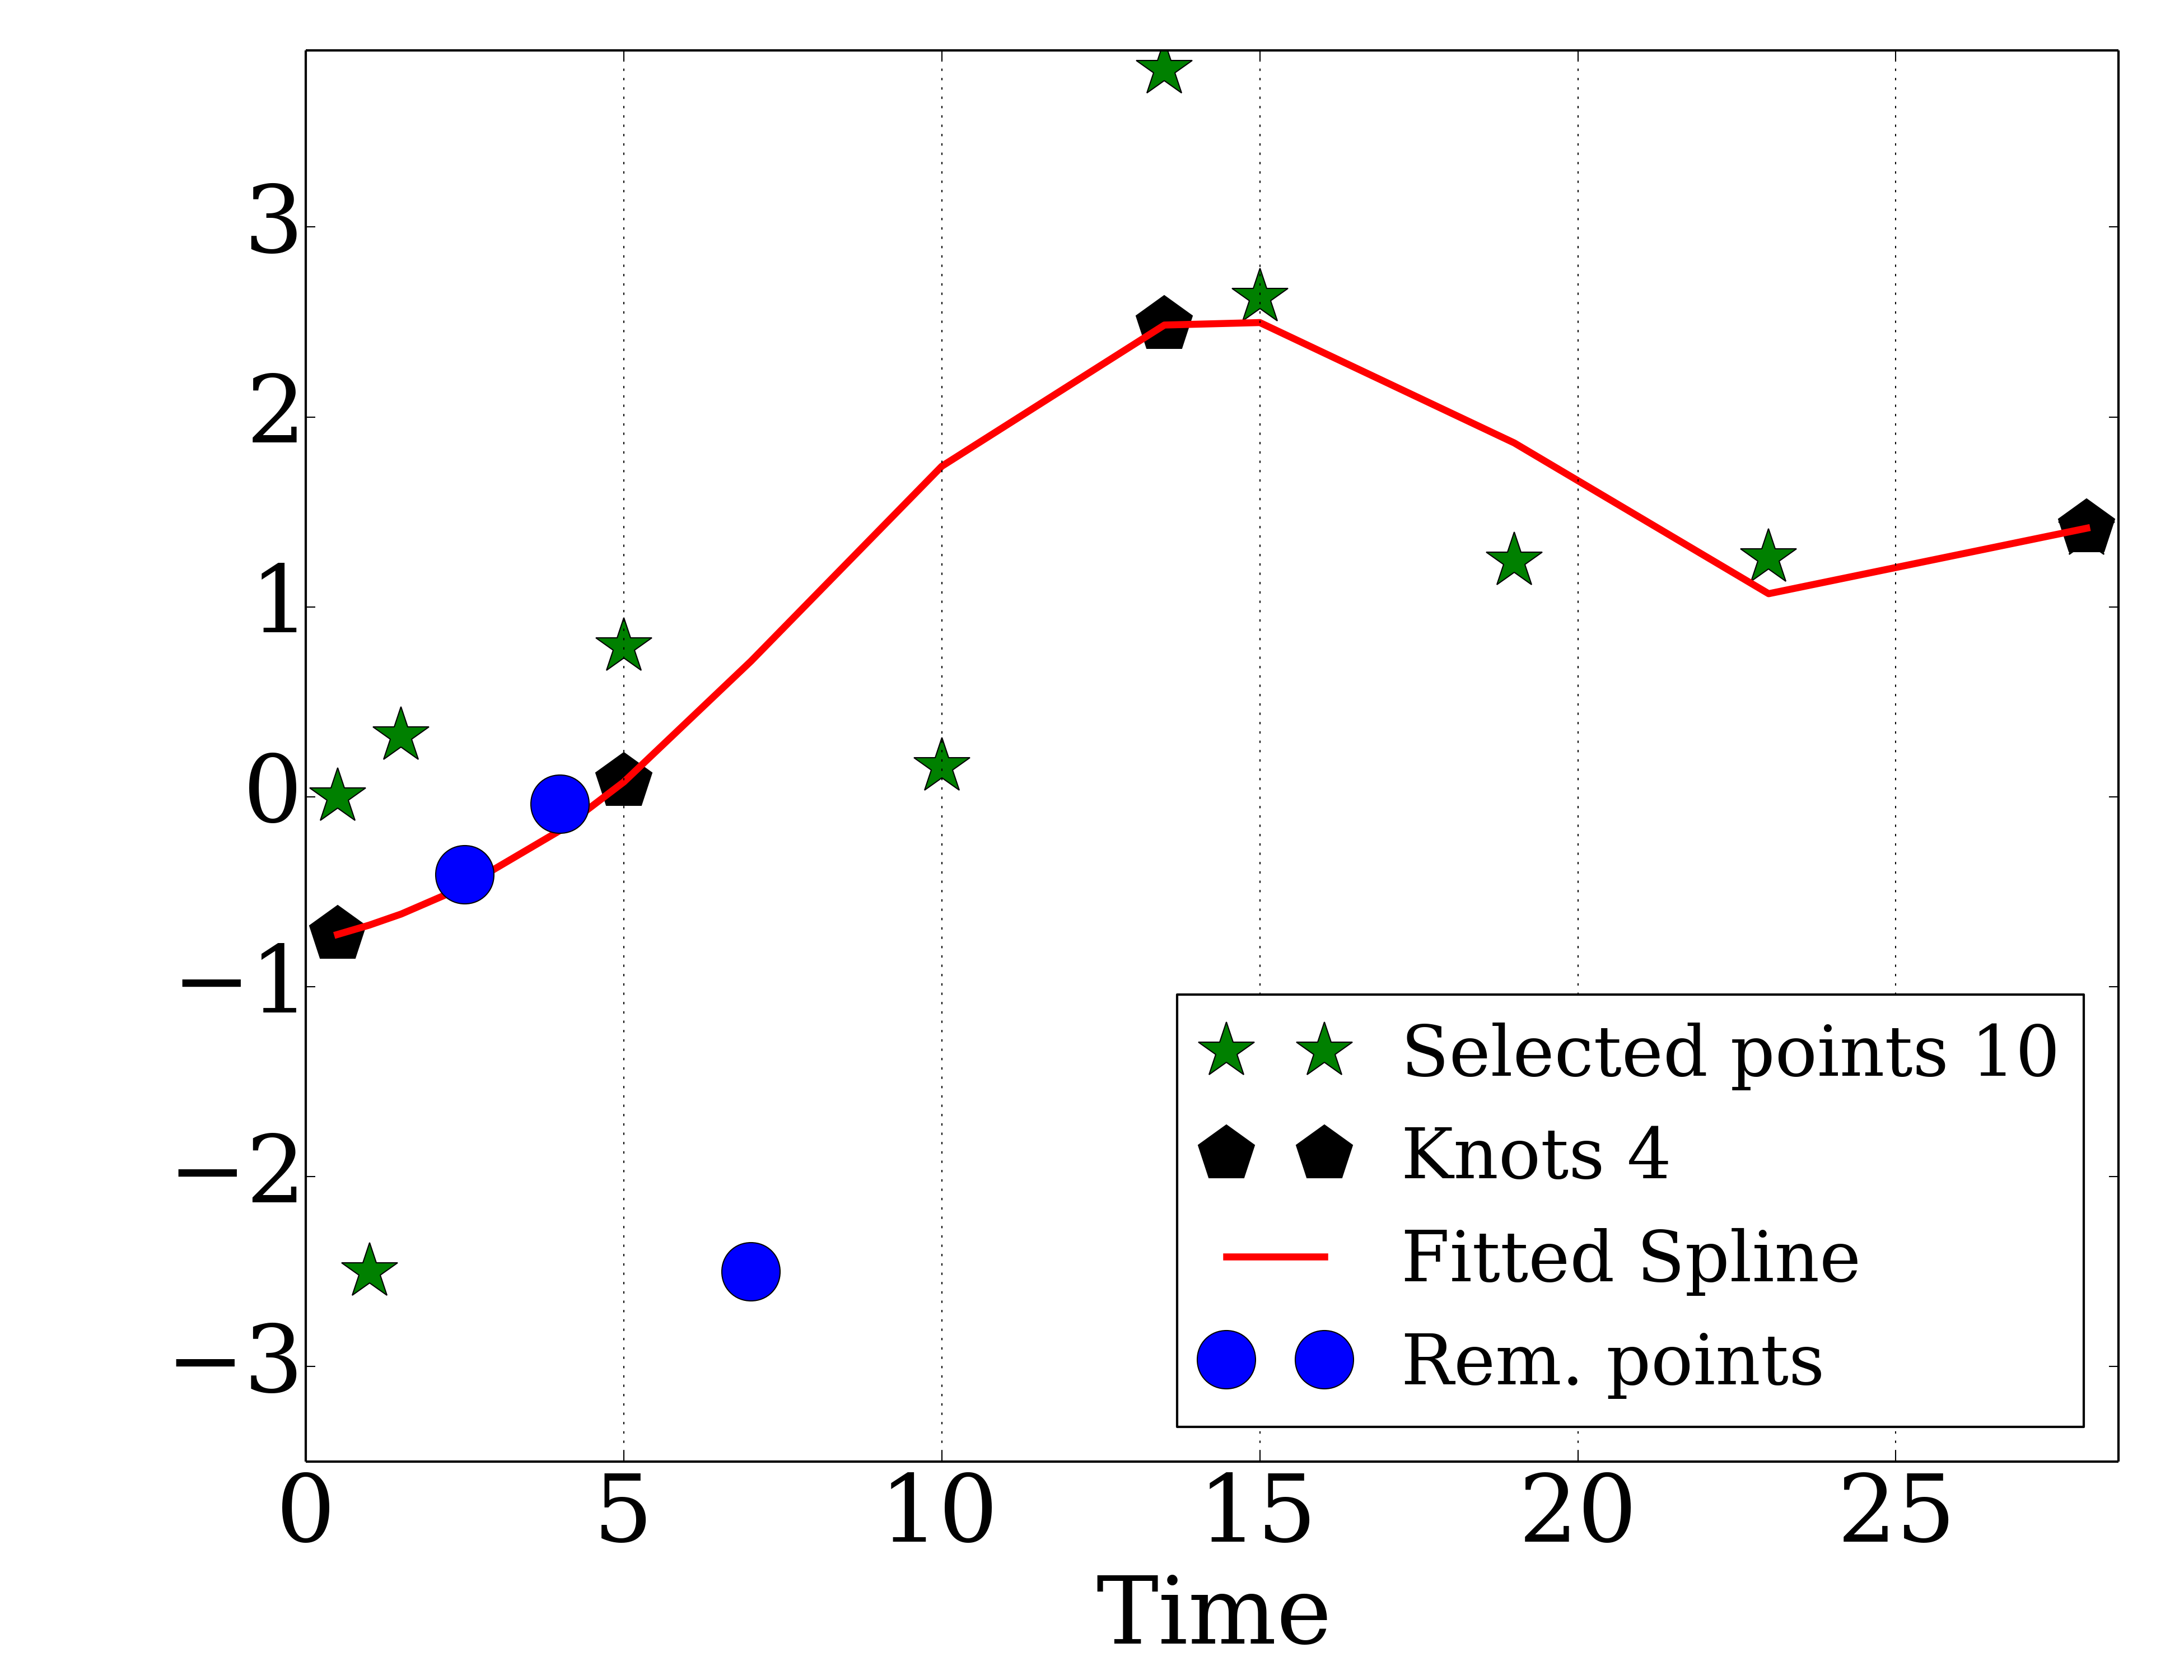 3
2
1
0
−1
−2
−3
Selected points 10
Knots 4
Fitted Spline
Rem. points
0 5 10 15 20 25
Time